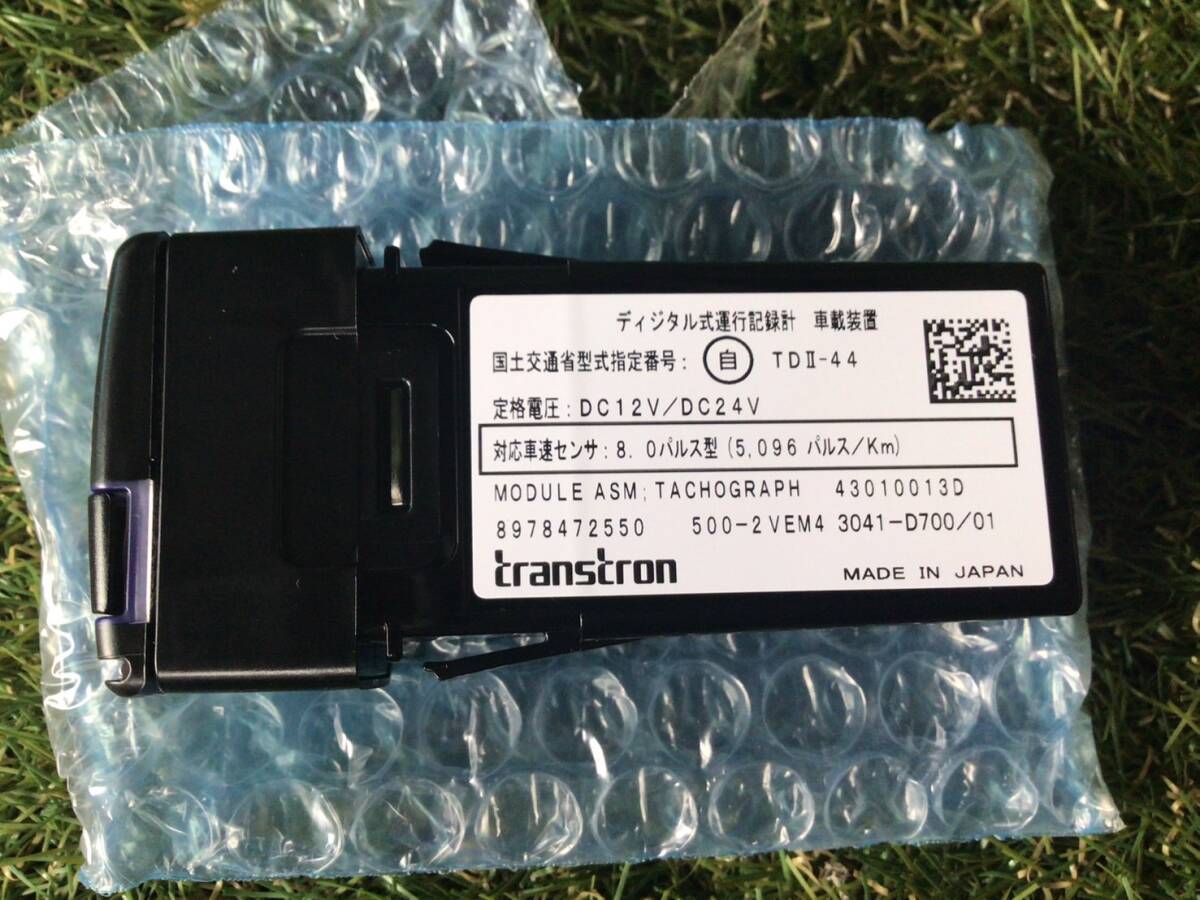 ディジタル式運行記録計 車載装置
国土交通省型式指定番号: 自 TDⅡ-44
定格電圧: DC12V/DC24V
対応車速センサ: 8.0パルス型 (5,096 パルス/Km)
MODULE ASM; TACHOGRAPH 43010013D
8978472550 500-2VEM4 3041-D700/01
transtron MADE IN JAPAN